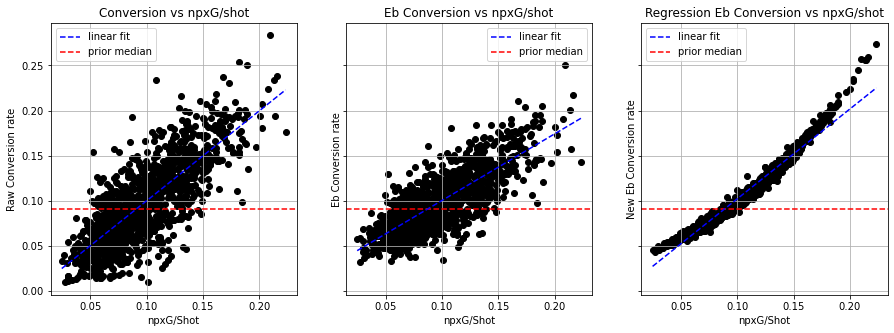 Conversion vs npxG/shot
Eb Conversion vs npxG/shot
Regression Eb Conversion vs npxG/shot
linear fit
prior median
linear fit
prior median
linear fit
prior median
Raw Conversion rate
Eb Conversion rate
New Eb Conversion rate
0.25
0.20
0.15
0.10
0.05
0.00
0.05 0.10 0.15 0.20
0.05 0.10 0.15 0.20
0.05 0.10 0.15 0.20
npxG/Shot
npxG/Shot
npxG/Shot